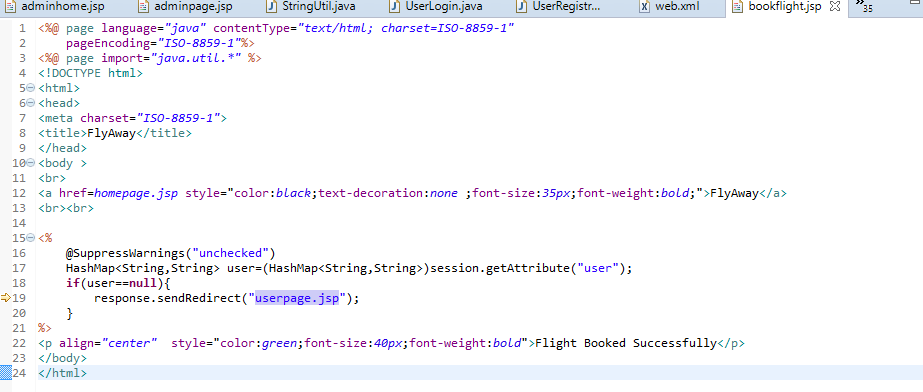 adminhome.jsp adminpage.jsp StringUtil.java UserLogin.java UserRegistr... web.xml bookflight.jsp 35
1 <%@ page language="java" contentType="text/html; charset=ISO-8859-1"
2     pageEncoding="ISO-8859-1"%>
3 <%@ page import="java.util.*" %>
4 <!DOCTYPE html>
5 <html>
6 <head>
7 <meta charset="ISO-8859-1">
8 <title>FlyAway</title>
9 </head>
10 <body >
11 <br>
12 <a href=homepage.jsp style="color:black;text-decoration:none ;font-size:35px;font-weight:bold;">FlyAway</a>
13 <br><br>
14
15 <%
16     @SuppressWarnings("unchecked")
17     HashMap<String,String> user=(HashMap<String,String>)session.getAttribute("user");
18     if(user==null){
19         response.sendRedirect("userpage.jsp");
20     }
21 %>
22 <p align="center"  style="color:green;font-size:40px;font-weight:bold">Flight Booked Successfully</p>
23 </body>
24 </html>